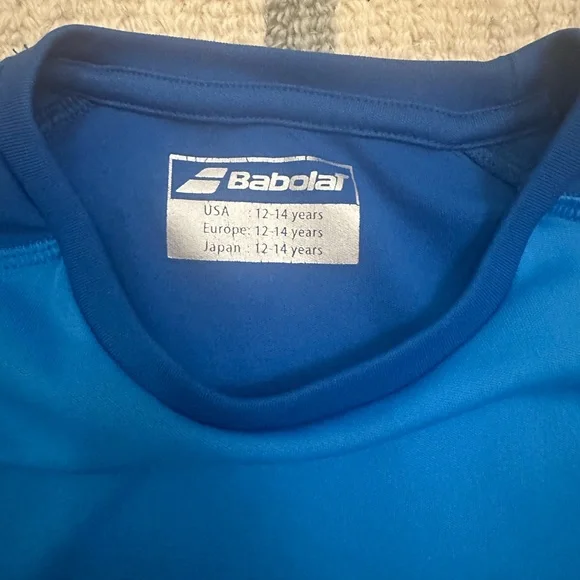 Babolat
USA : 12-14 years
Europe: 12-14 years
Japan : 12-14 years